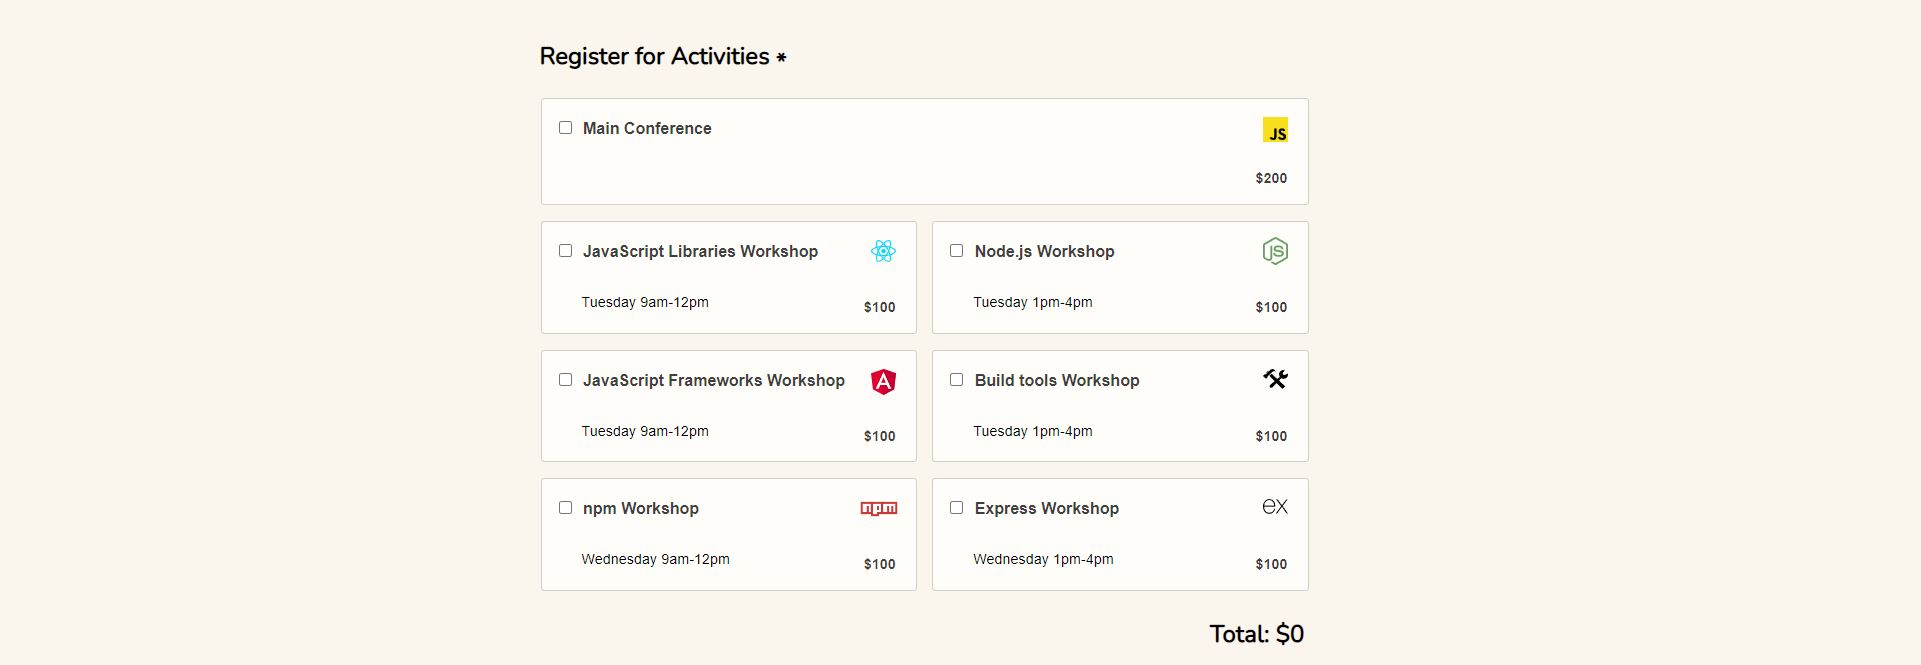 Register for Activities *
Main Conference
JS
$200
JavaScript Libraries Workshop
Tuesday 9am-12pm
$100
Node.js Workshop
JS
Tuesday 1pm-4pm
$100
JavaScript Frameworks Workshop
A
Tuesday 9am-12pm
$100
Build tools Workshop
Tuesday 1pm-4pm
$100
npm Workshop
npm
Wednesday 9am-12pm
$100
Express Workshop
ex
Wednesday 1pm-4pm
$100
Total: $0